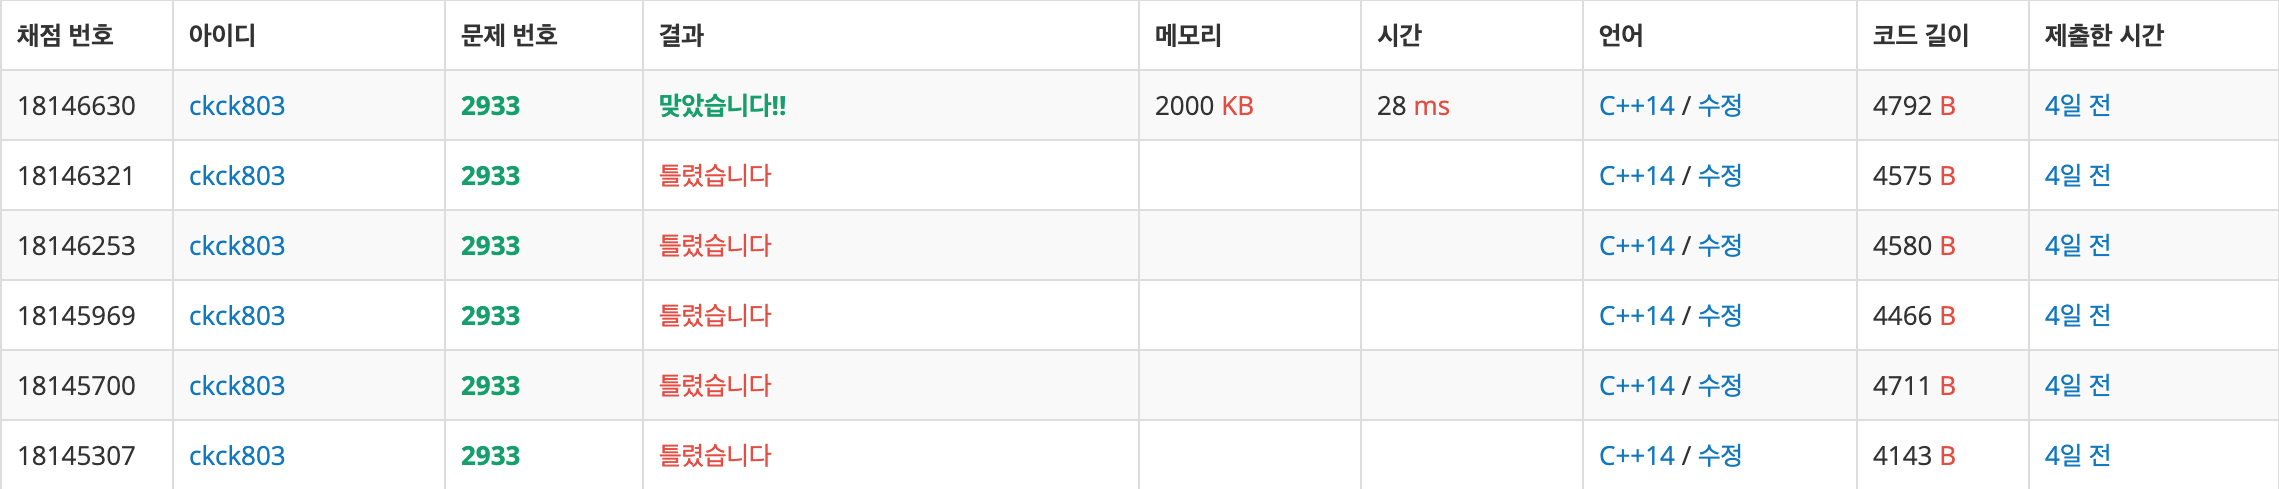 채점 번호 아이디 문제 번호 결과 메모리 시간 언어 코드 길이 제출한 시간
18146630 ckck803 2933 맞았습니다!! 2000 KB 28 ms C++14 / 수정 4792 B 4일 전
18146321 ckck803 2933 틀렸습니다 C++14 / 수정 4575 B 4일 전
18146253 ckck803 2933 틀렸습니다 C++14 / 수정 4580 B 4일 전
18145969 ckck803 2933 틀렸습니다 C++14 / 수정 4466 B 4일 전
18145700 ckck803 2933 틀렸습니다 C++14 / 수정 4711 B 4일 전
18145307 ckck803 2933 틀렸습니다 C++14 / 수정 4143 B 4일 전